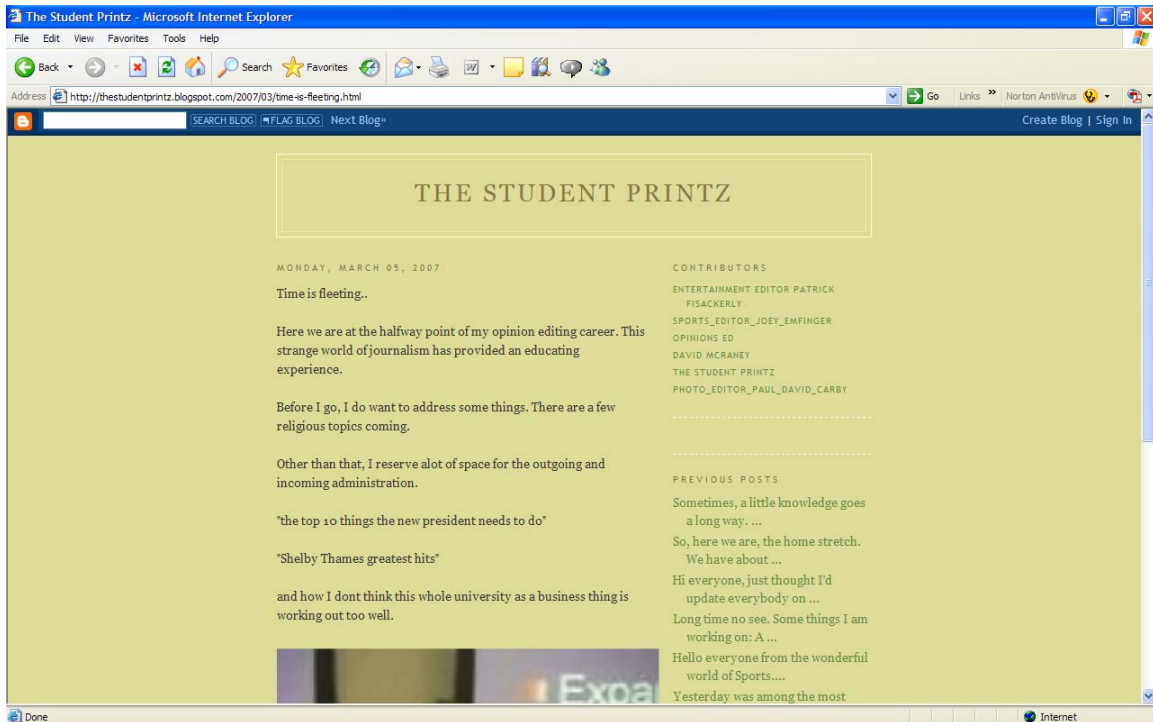 The Student Printz - Microsoft Internet Explorer
File Edit View Favorites Tools Help
Back Search Favorites
Address http://thestudentprintz.blogspot.com/2007/03/time-is-fleeting.html Go Links » Norton AntiVirus
SEARCH BLOG FLAG BLOG Next Blog» Create Blog | Sign In
THE STUDENT PRINTZ
MONDAY, MARCH 05, 2007
Time is fleeting..
Here we are at the halfway point of my opinion editing career. This
strange world of journalism has provided an educating
experience.
Before I go, I do want to address some things. There are a few
religious topics coming.
Other than that, I reserve alot of space for the outgoing and
incoming administration.
"the top 10 things the new president needs to do"
"Shelby Thames greatest hits"
and how I dont think this whole university as a business thing is
working out too well.
Expa
CONTRIBUTORS
ENTERTAINMENT EDITOR PATRICK
FISACKERLY
SPORTS_EDITOR_JOEY_EMFINGER
OPINIONS ED
DAVID MCRANEY
THE STUDENT PRINTZ
PHOTO_EDITOR_PAUL_DAVID_CARBY
PREVIOUS POSTS
Sometimes, a little knowledge goes
a long way. ...
So, here we are, the home stretch.
We have about ...
Hi everyone, just thought I'd
update everybody on ...
Long time no see. Some things I am
working on: A ...
Hello everyone from the wonderful
world of Sports....
Yesterday was among the most
Done Internet